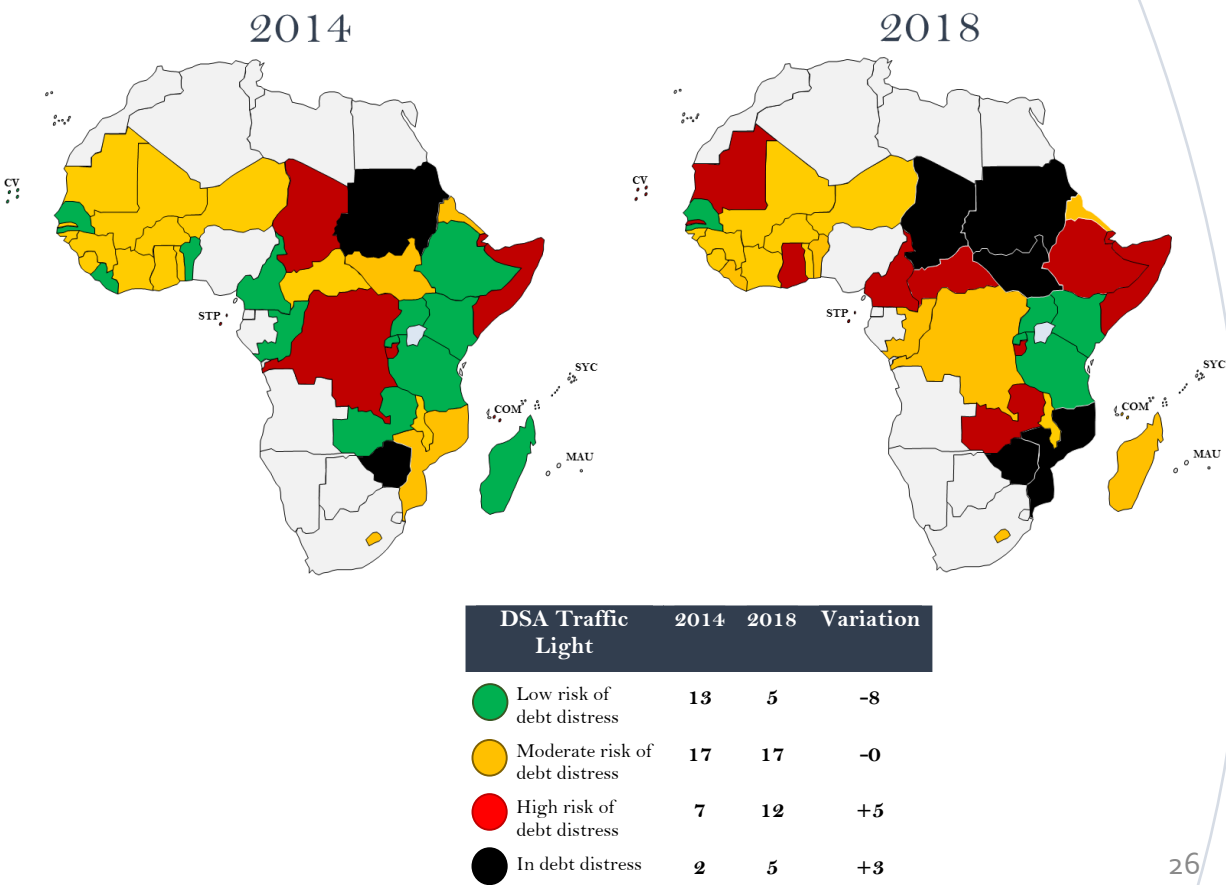 2014
2018
CV
STP
SYC
COM
MAU
CV
STP
SYC
COM
MAU
DSA Traffic Light 2014 2018 Variation
Low risk of debt distress 13 5 -8
Moderate risk of debt distress 17 17 -0
High risk of debt distress 7 12 +5
In debt distress 2 5 +3
26